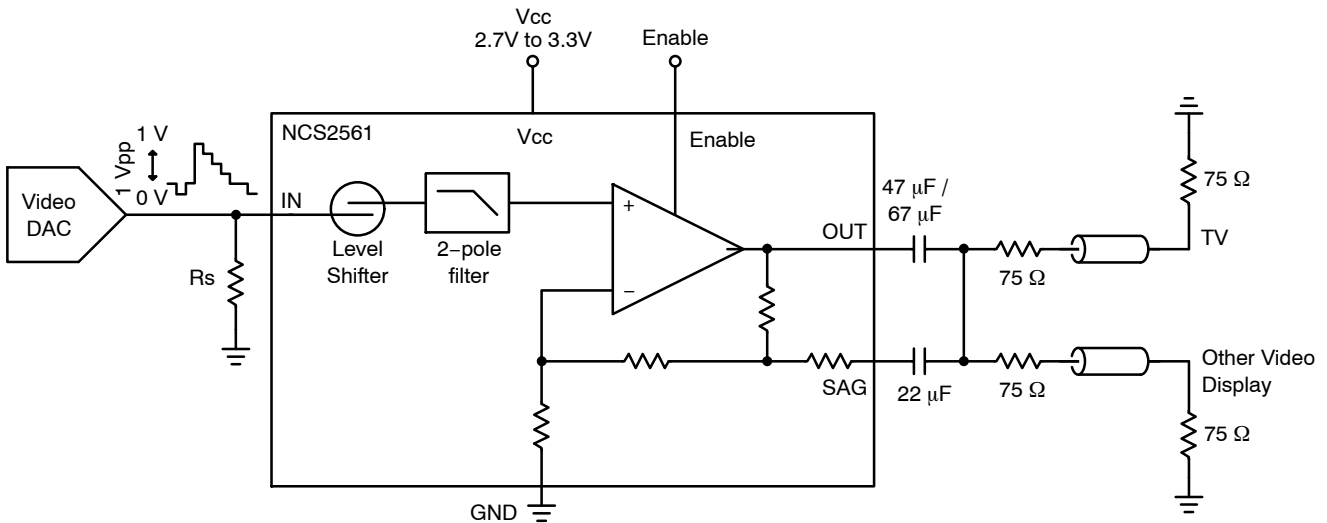 Vcc
2.7V to 3.3V
Enable
NCS2561
Vcc
Enable
1 Vpp
1 V
0 V
Video
DAC
IN
Level
Shifter
2−pole
filter
+
−
Rs
OUT
47 μF /
67 μF
75 Ω
75 Ω
TV
SAG
22 μF
75 Ω
Other Video
Display
75 Ω
GND